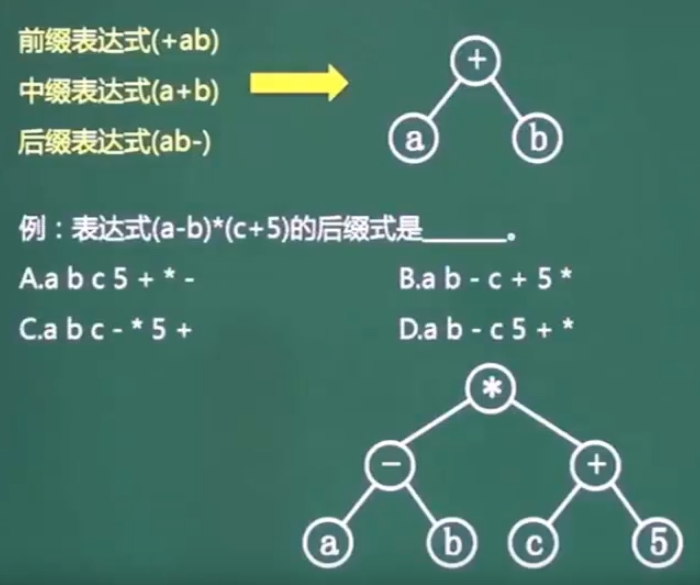 前缀表达式(+ab)
中缀表达式(a+b)
后缀表达式(ab-)
+
a b
例：表达式(a-b)*(c+5)的后缀式是______。
A.a b c 5 + * - B.a b - c + 5 *
C.a b c - * 5 + D.a b - c 5 + *
*
- +
a b c 5